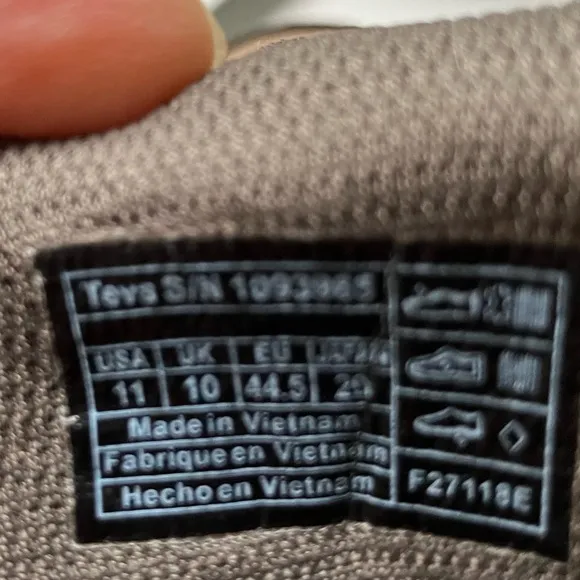 Teva S/N
USA UK EU JAPAN
11 10 44.5 29
Made in Vietnam
Fabrique en Vietnam
Hecho en Vietnam
F27118E